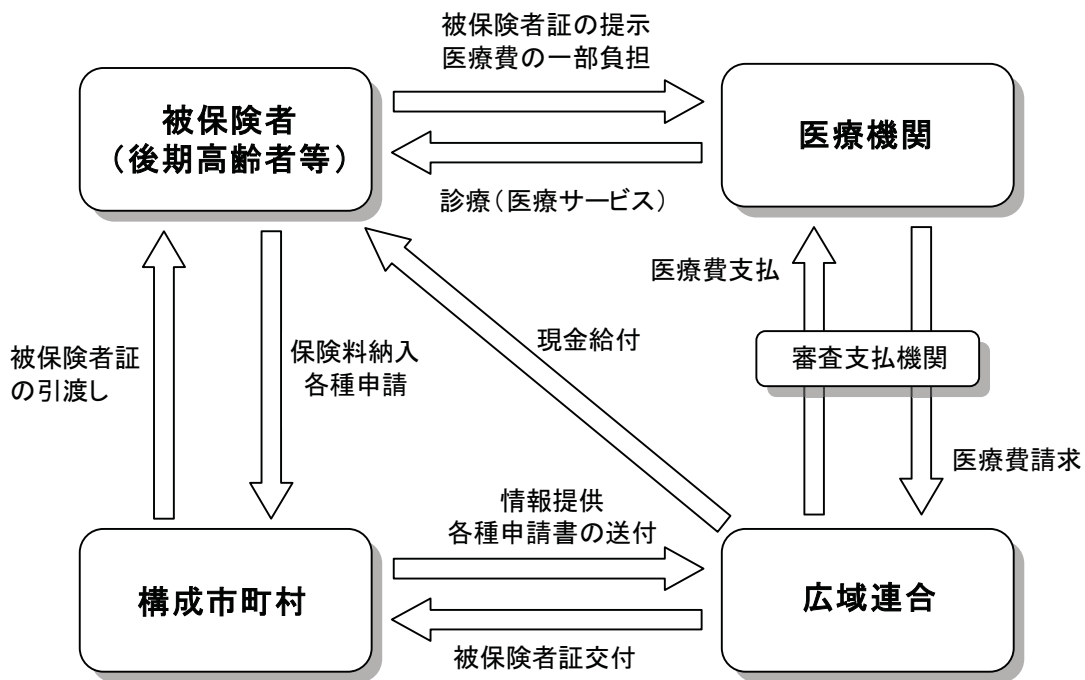 被保険者証の提示
医療費の一部負担
被保険者
（後期高齢者等）
医療機関
診療（医療サービス）
医療費支払
現金給付
保険料納入
各種申請
被保険者証
の引渡し
審査支払機関
医療費請求
情報提供
各種申請書の送付
構成市町村
広域連合
被保険者証交付